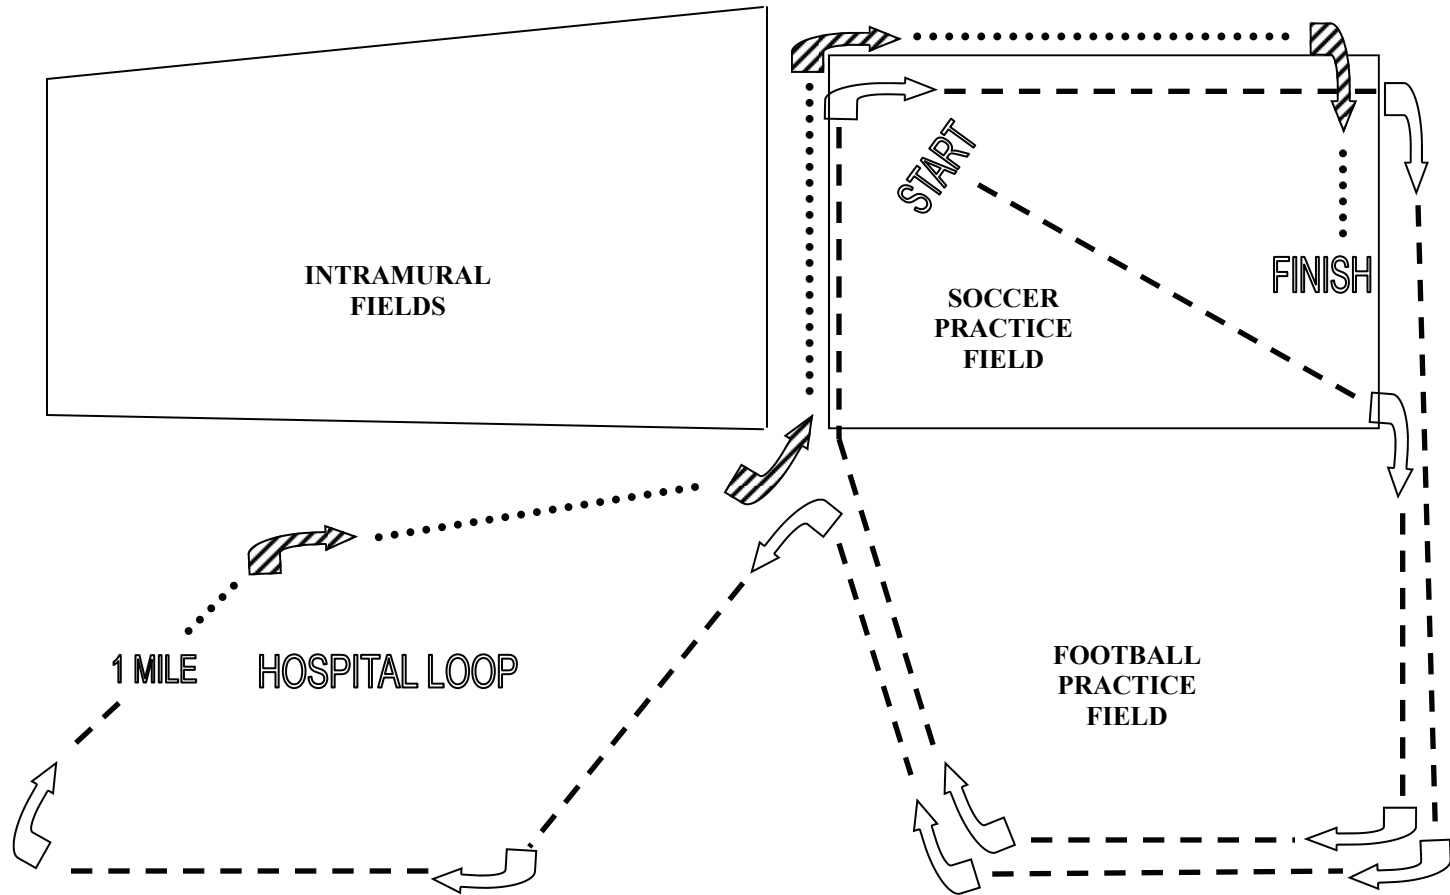 START
INTRAMURAL
FIELDS
FINISH
SOCCER
PRACTICE
FIELD
1 MILE
HOSPITAL LOOP
FOOTBALL
PRACTICE
FIELD